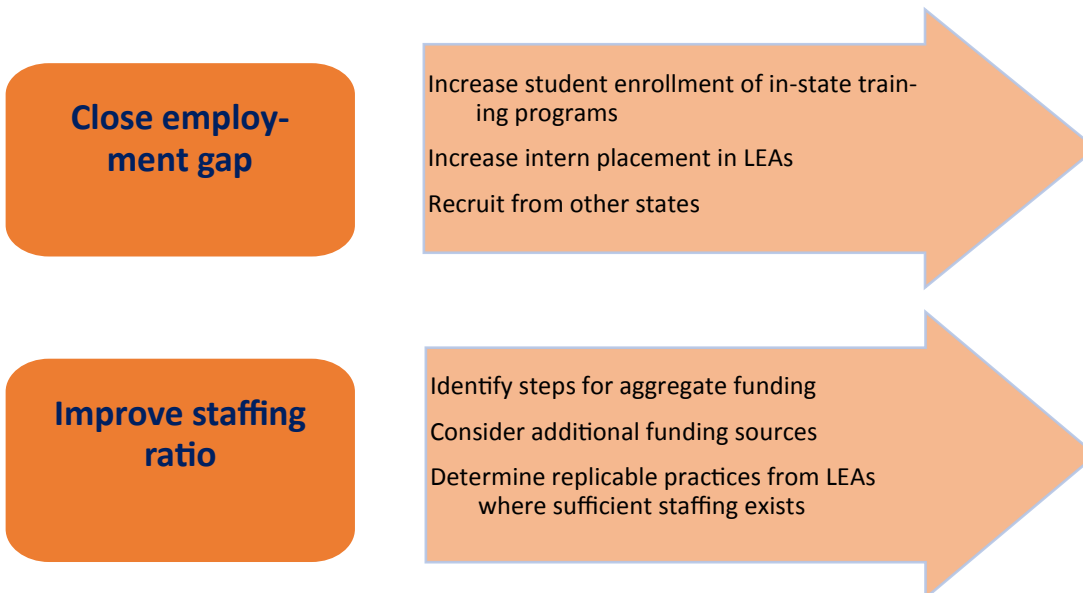 Close employ-
ment gap
Increase student enrollment of in-state train-
ing programs
Increase intern placement in LEAs
Recruit from other states
Improve staffing
ratio
Identify steps for aggregate funding
Consider additional funding sources
Determine replicable practices from LEAs
where sufficient staffing exists